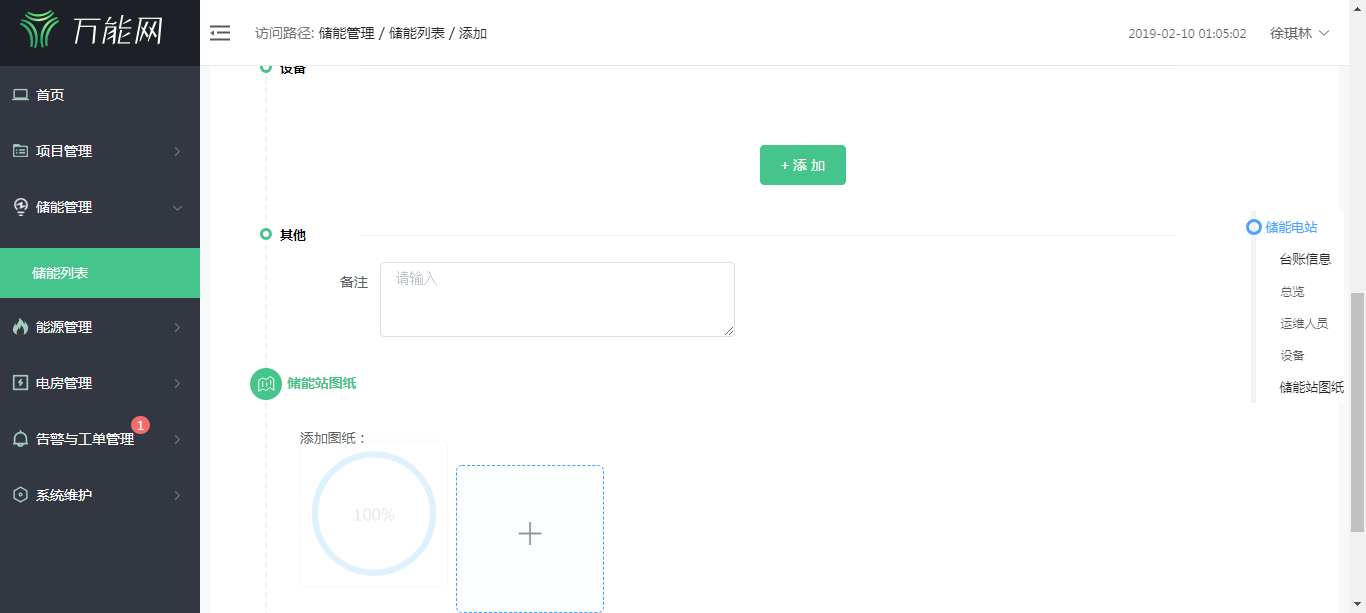 万能网
访问路径: 储能管理 / 储能列表 / 添加
2019-02-10 01:05:02
徐琪林
首页
项目管理
储能管理
储能列表
能源管理
电房管理
告警与工单管理
1
系统维护
设备
+ 添 加
其他
备注
请输入
储能站图纸
添加图纸：
100%
储能电站
台账信息
总览
运维人员
设备
储能站图纸